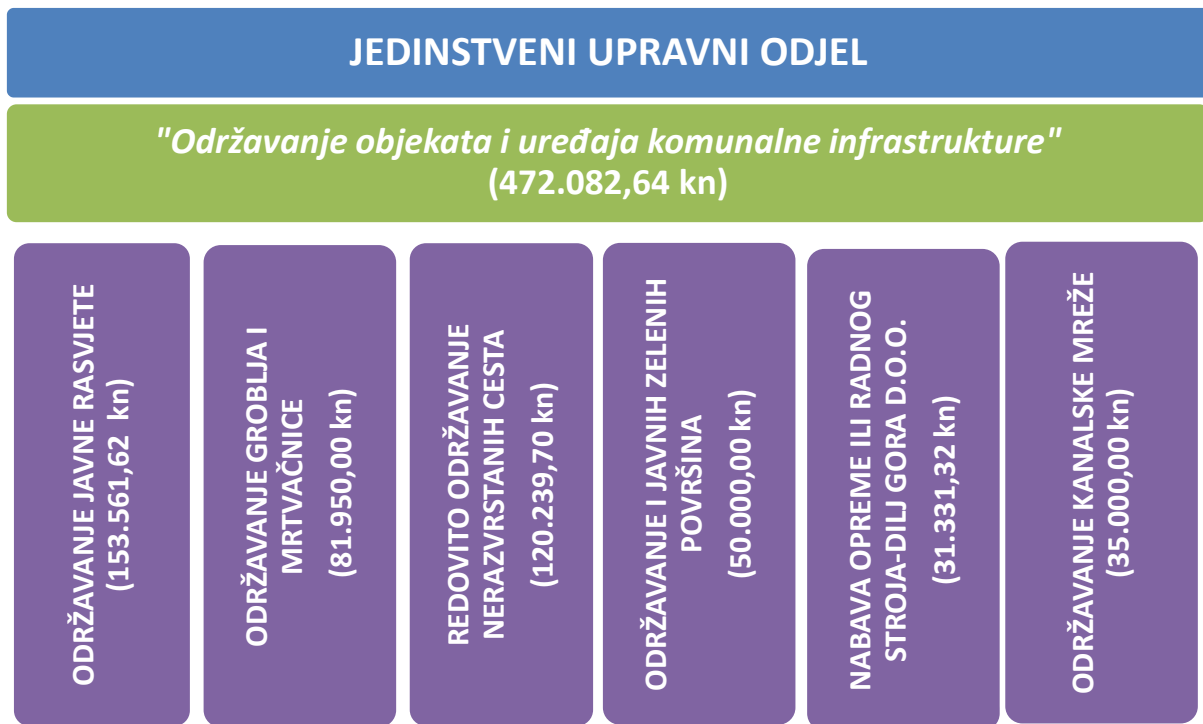 JEDINSTVENI UPRAVNI ODJEL
"Održavanje objekata i uređaja komunalne infrastrukture"
(472.082,64 kn)
ODRŽAVANJE JAVNE RASVJETE
(153.561,62 kn)
ODRŽAVANJE GROBLJA I
MRTVAČNICE
(81.950,00 kn)
REDOVITO ODRŽAVANJE
NERAZVRSTANIH CESTA
(120.239,70 kn)
ODRŽAVANJE I JAVNIH ZELENIH
POVRŠINA
(50.000,00 kn)
NABAVA OPREME ILI RADNOG
STROJA-DILJ GORA D.O.O.
(31.331,32 kn)
ODRŽAVANJE KANALSKE MREŽE
(35.000,00 kn)